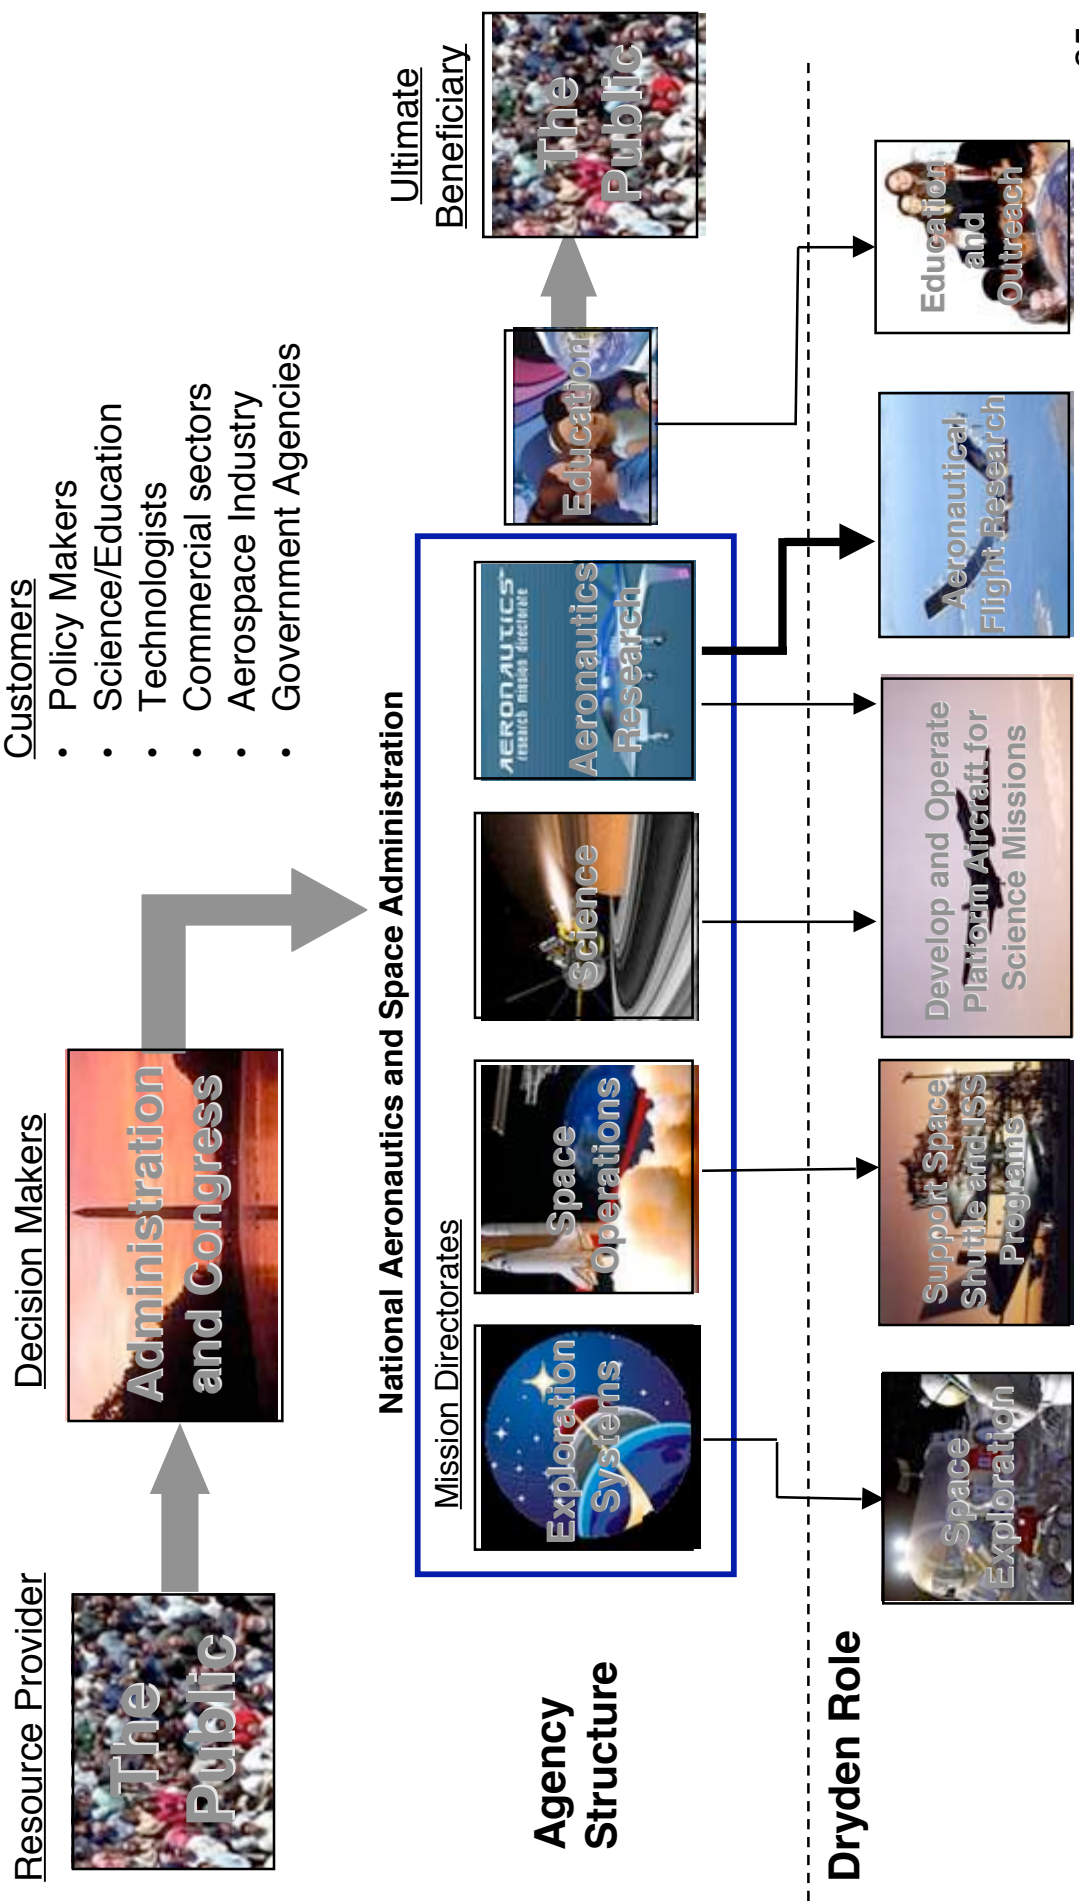 Resource Provider
The
Public
Decision Makers
Administration
and Congress
Customers
• Policy Makers
• Science/Education
• Technologists
• Commercial sectors
• Aerospace Industry
• Government Agencies
National Aeronautics and Space Administration
Ultimate
Beneficiary
The
Public
Agency
Structure
Mission Directorates
Exploration
Systems
Space
Operations
Science
AERONAUTICS
research mission directorate
Aeronautics
Research
Education
Dryden Role
Space
Exploration
Support Space
Shuttle and ISS
Programs
Develop and Operate
Platform Aircraft for
Science Missions
Aeronautical
Flight Research
Education
and
Outreach